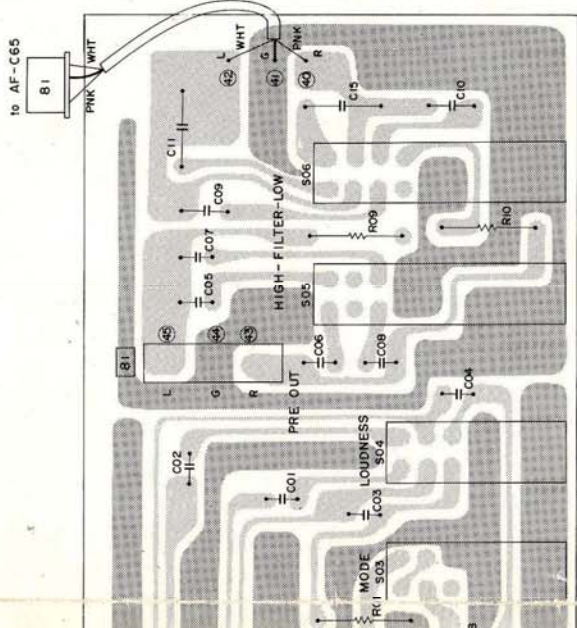 to AF-C65
81
WHT
PNK
WHT
PNK
L
G
R
42
41
40
C11
C15
C10
S06
C09
HIGH-FILTER-LOW
R09
R10
C07
C05
S05
81
45
44
43
L
G
R
C06
C08
PRE OUT
C04
LOUDNESS
S04
C02
C01
C03
MODE
S03